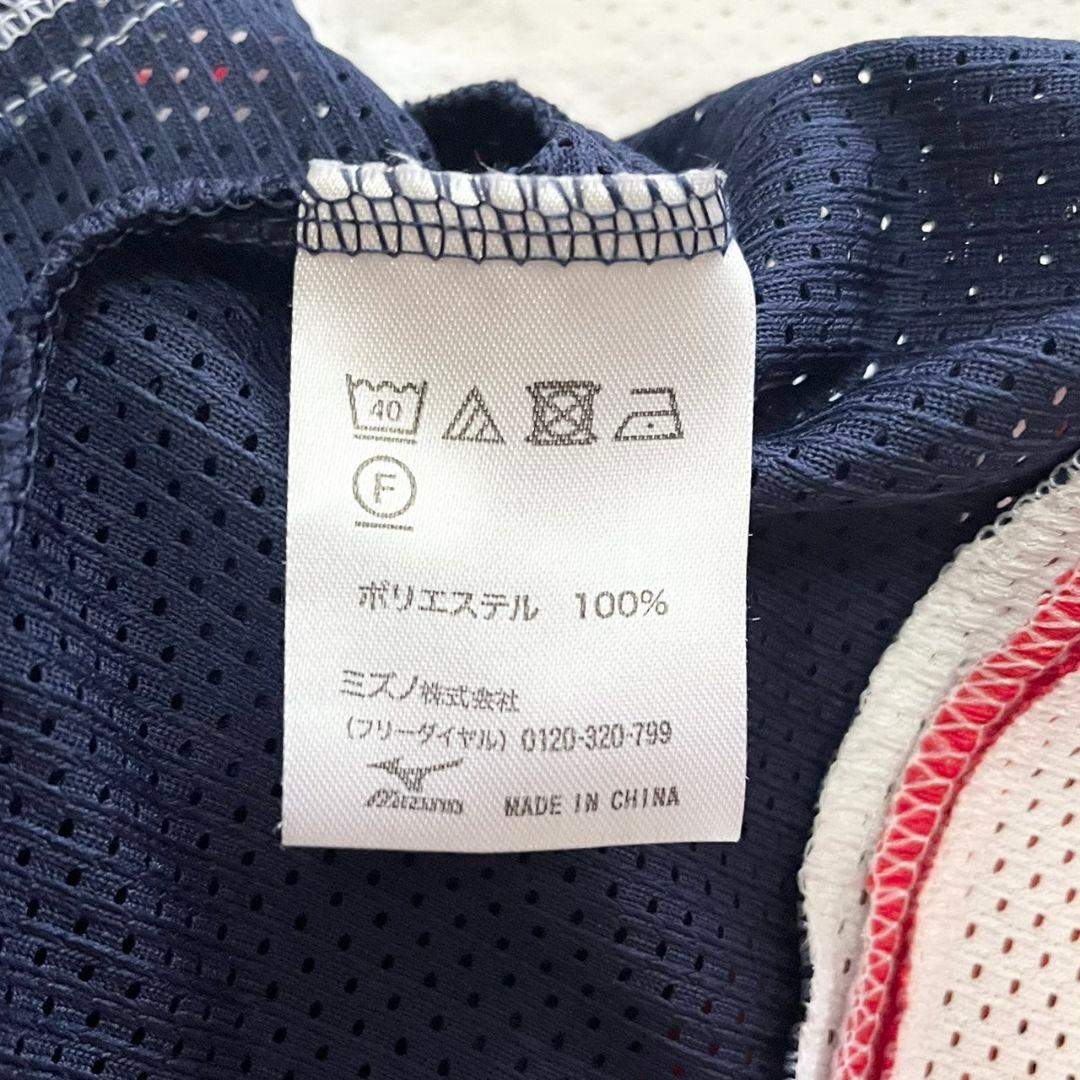 40
F
ポリエステル 100%
ミズノ株式会社
(フリーダイヤル) 0120-320-799
Mizuno MADE IN CHINA